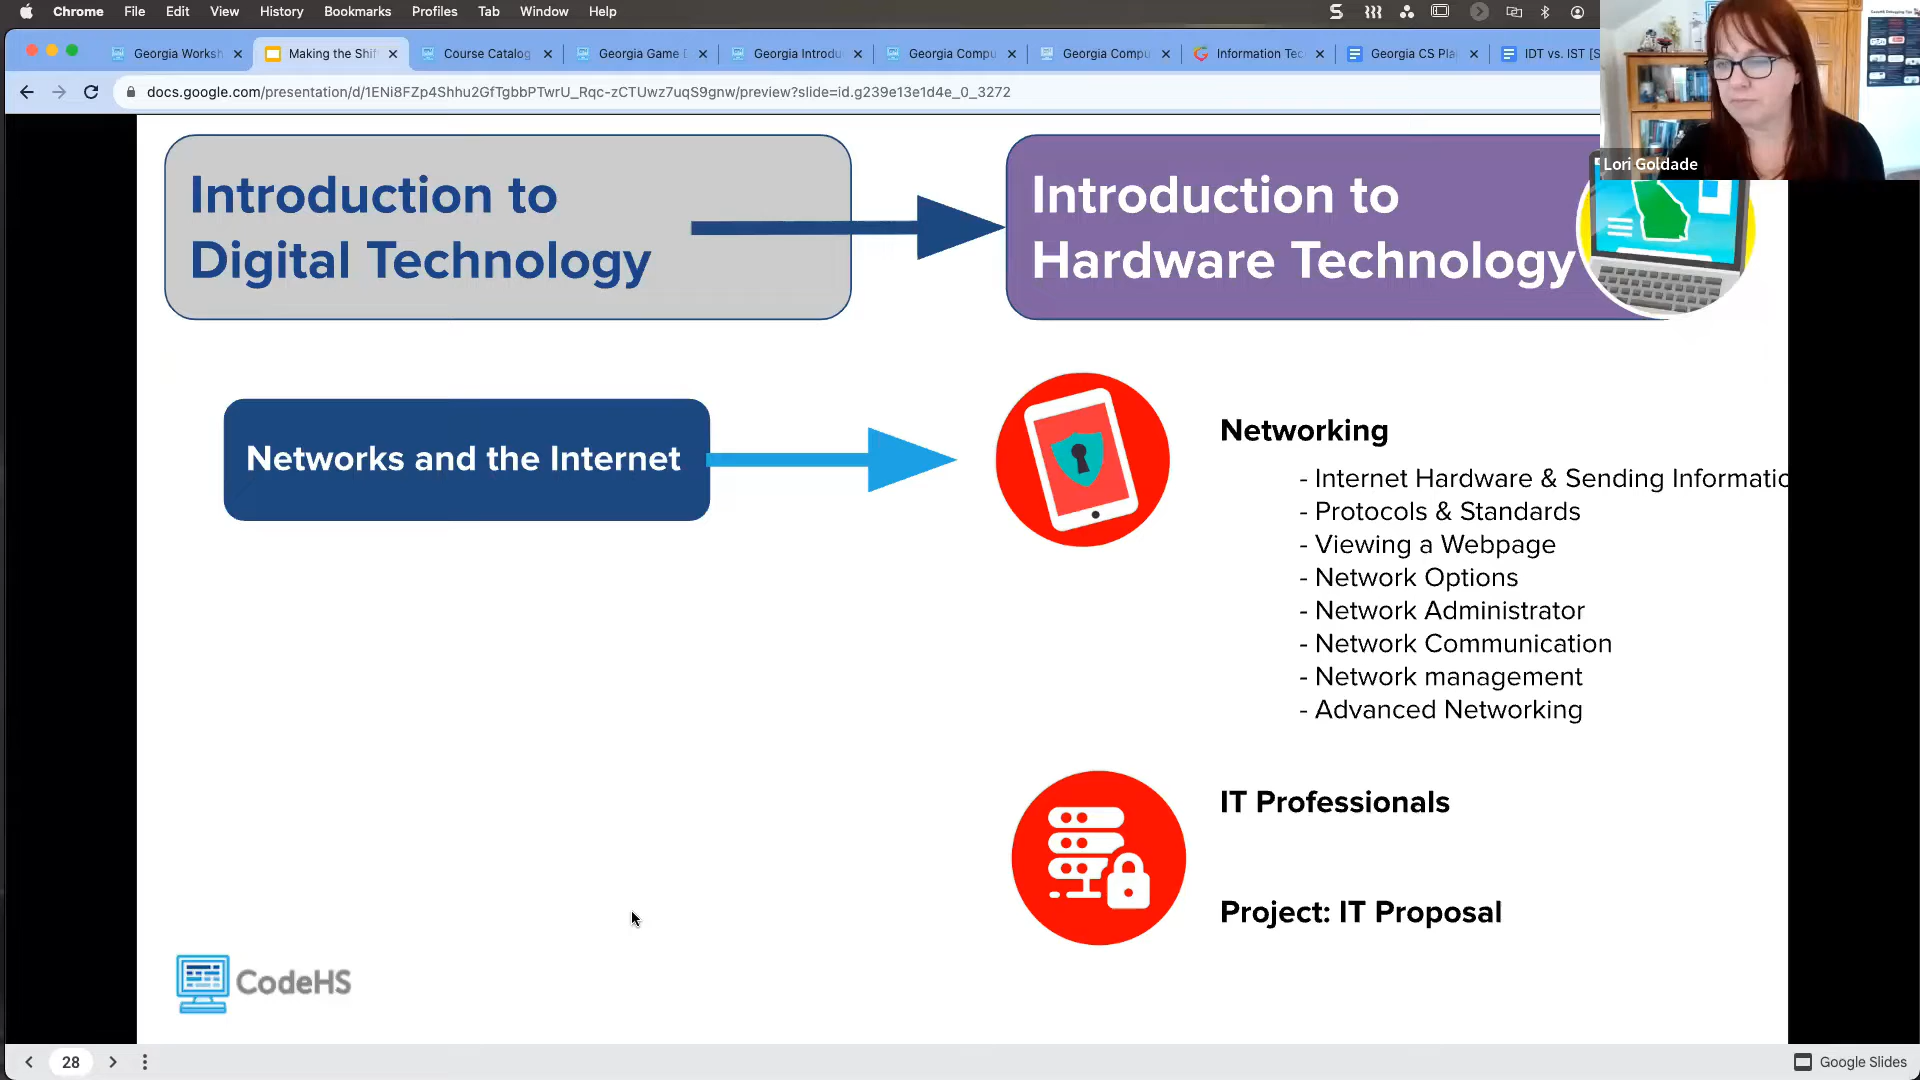 Chrome File Edit View History Bookmarks Profiles Tab Window Help
Georgia Worksh
Making the Shif
Course Catalog
Georgia Game D
Georgia Introdu
Georgia Compu
Georgia Compu
Information Tec
Georgia CS Pla
IDT vs. IST [S
docs.google.com/presentation/d/1ENi8FZp4Shhu2GfTgbbPTwrU_Rqc-zCTUwz7uqS9gnw/preview?slide=id.g239e13e1d4e_0_3272
Lori Goldade
Introduction to
Digital Technology
Introduction to
Hardware Technology
Networks and the Internet
Networking
- Internet Hardware & Sending Informatio
- Protocols & Standards
- Viewing a Webpage
- Network Options
- Network Administrator
- Network Communication
- Network management
- Advanced Networking
IT Professionals
Project: IT Proposal
CodeHS
28
Google Slides